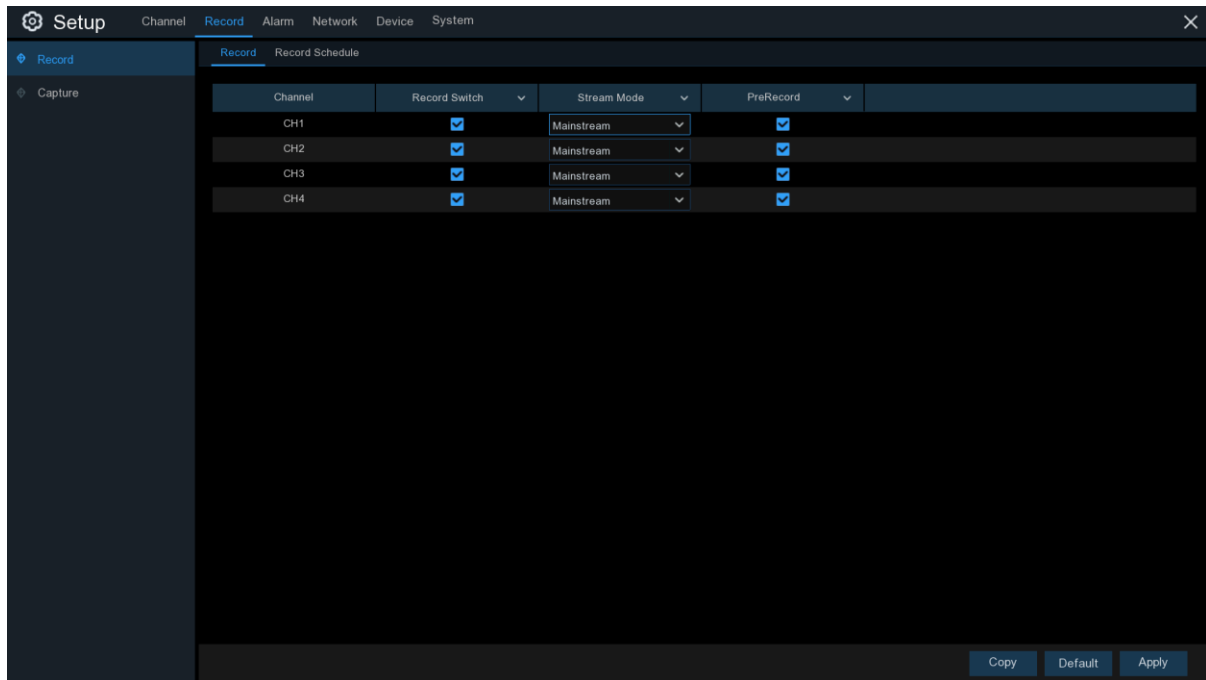 Setup Channel Record Alarm Network Device System
Record
Capture
Record Record Schedule
Channel Record Switch Stream Mode PreRecord
CH1 Mainstream
CH2 Mainstream
CH3 Mainstream
CH4 Mainstream
Copy Default Apply